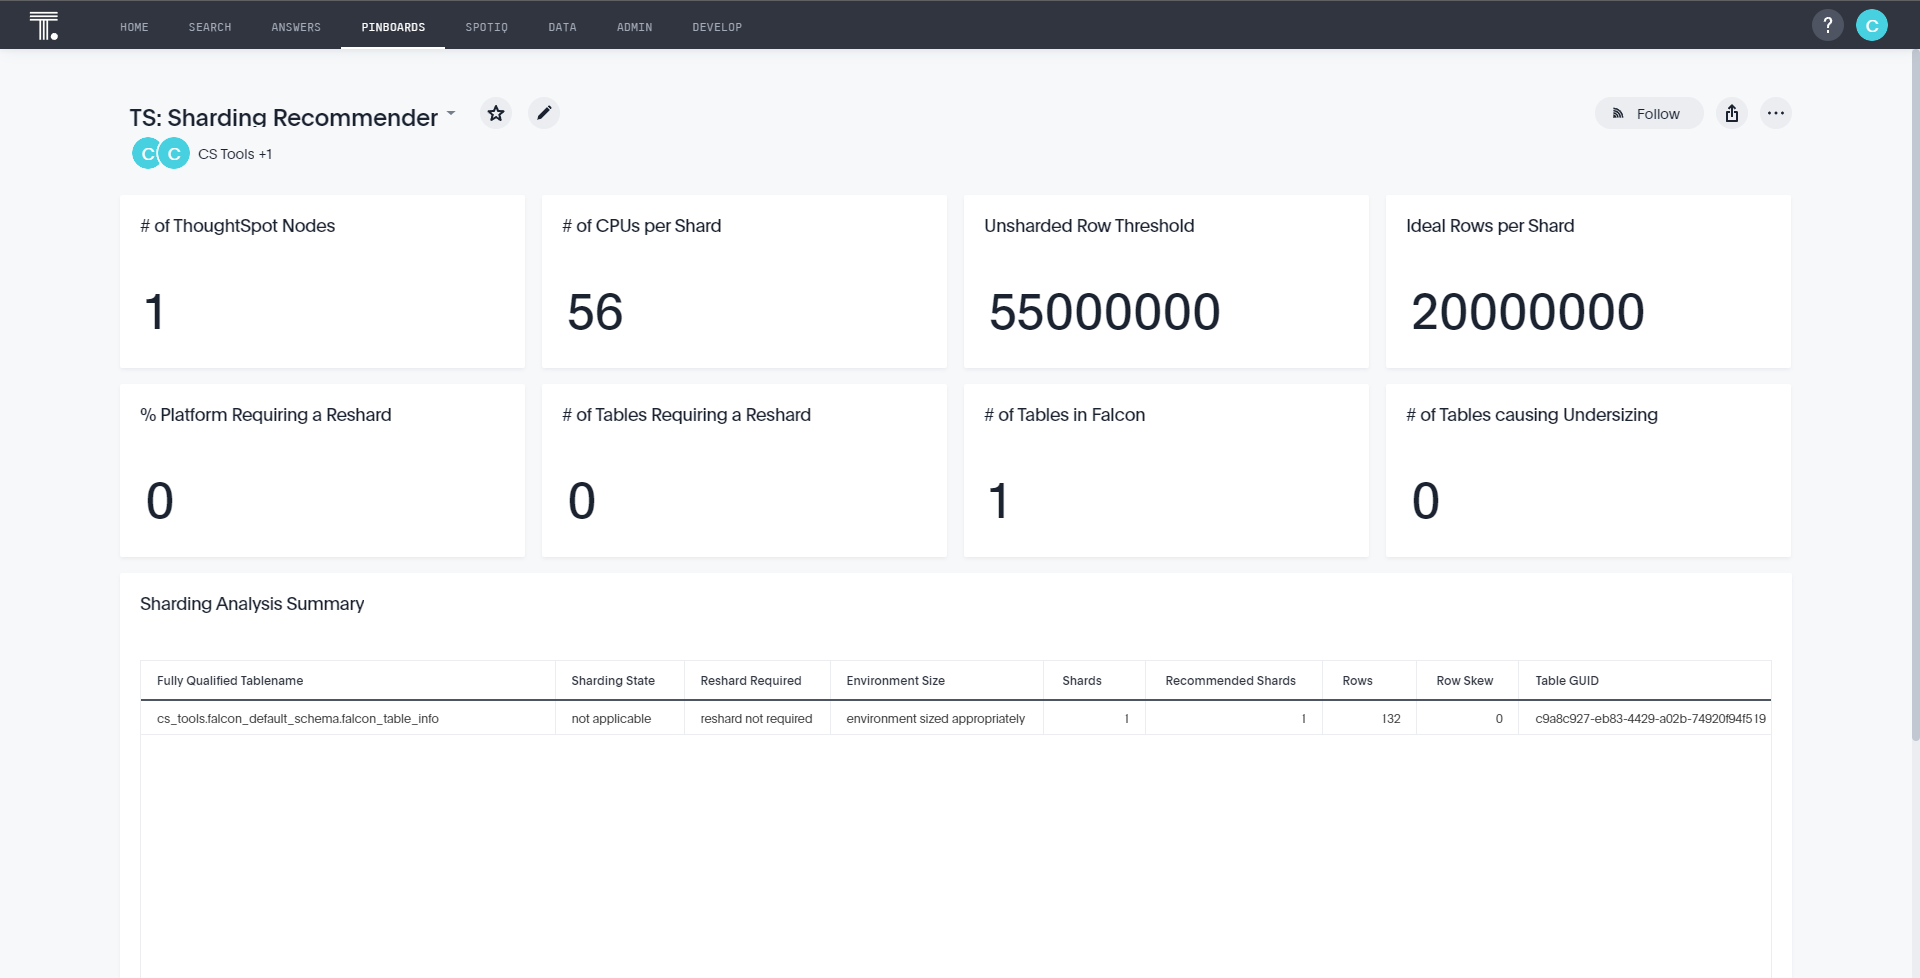 T.
HOME SEARCH ANSWERS PINBOARDS SPOTIQ DATA ADMIN DEVELOP ? C
TS: Sharding Recommender
Follow
C C CS Tools +1
# of ThoughtSpot Nodes
1
# of CPUs per Shard
56
Unsharded Row Threshold
55000000
Ideal Rows per Shard
20000000
% Platform Requiring a Reshard
0
# of Tables Requiring a Reshard
0
# of Tables in Falcon
1
# of Tables causing Undersizing
0
Sharding Analysis Summary
Fully Qualified Tablename Sharding State Reshard Required Environment Size Shards Recommended Shards Rows Row Skew Table GUID
cs_tools.falcon_default_schema.falcon_table_info not applicable reshard not required environment sized appropriately 1 1 132 0 c9a8c927-eb83-4429-a02b-74920f94f519